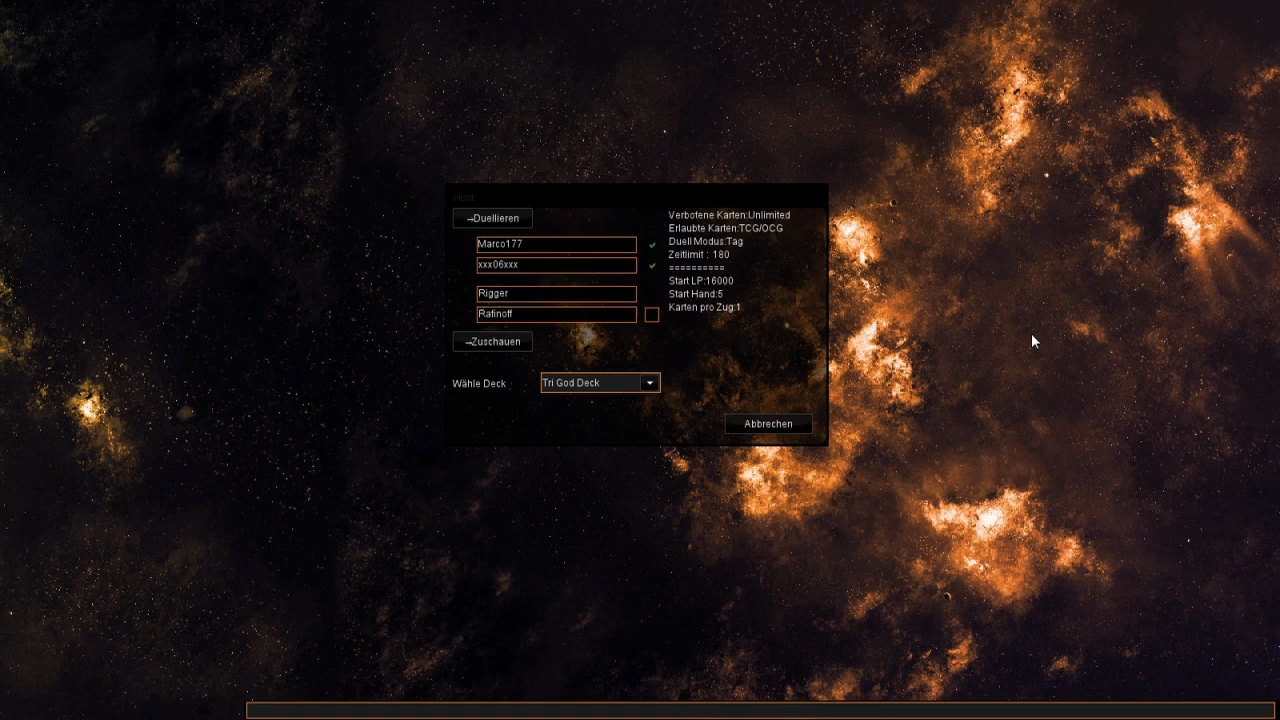 Host
→Duellieren
Marco177
xxx06xxx
Rigger
Rafinoff
→Zuschauen
Wähle Deck
Tri God Deck
Verbotene Karten:Unlimited
Erlaubte Karten:TCG/OCG
Duell Modus:Tag
Zeitlimit : 180
==========
Start LP:16000
Start Hand:5
Karten pro Zug:1
Abbrechen